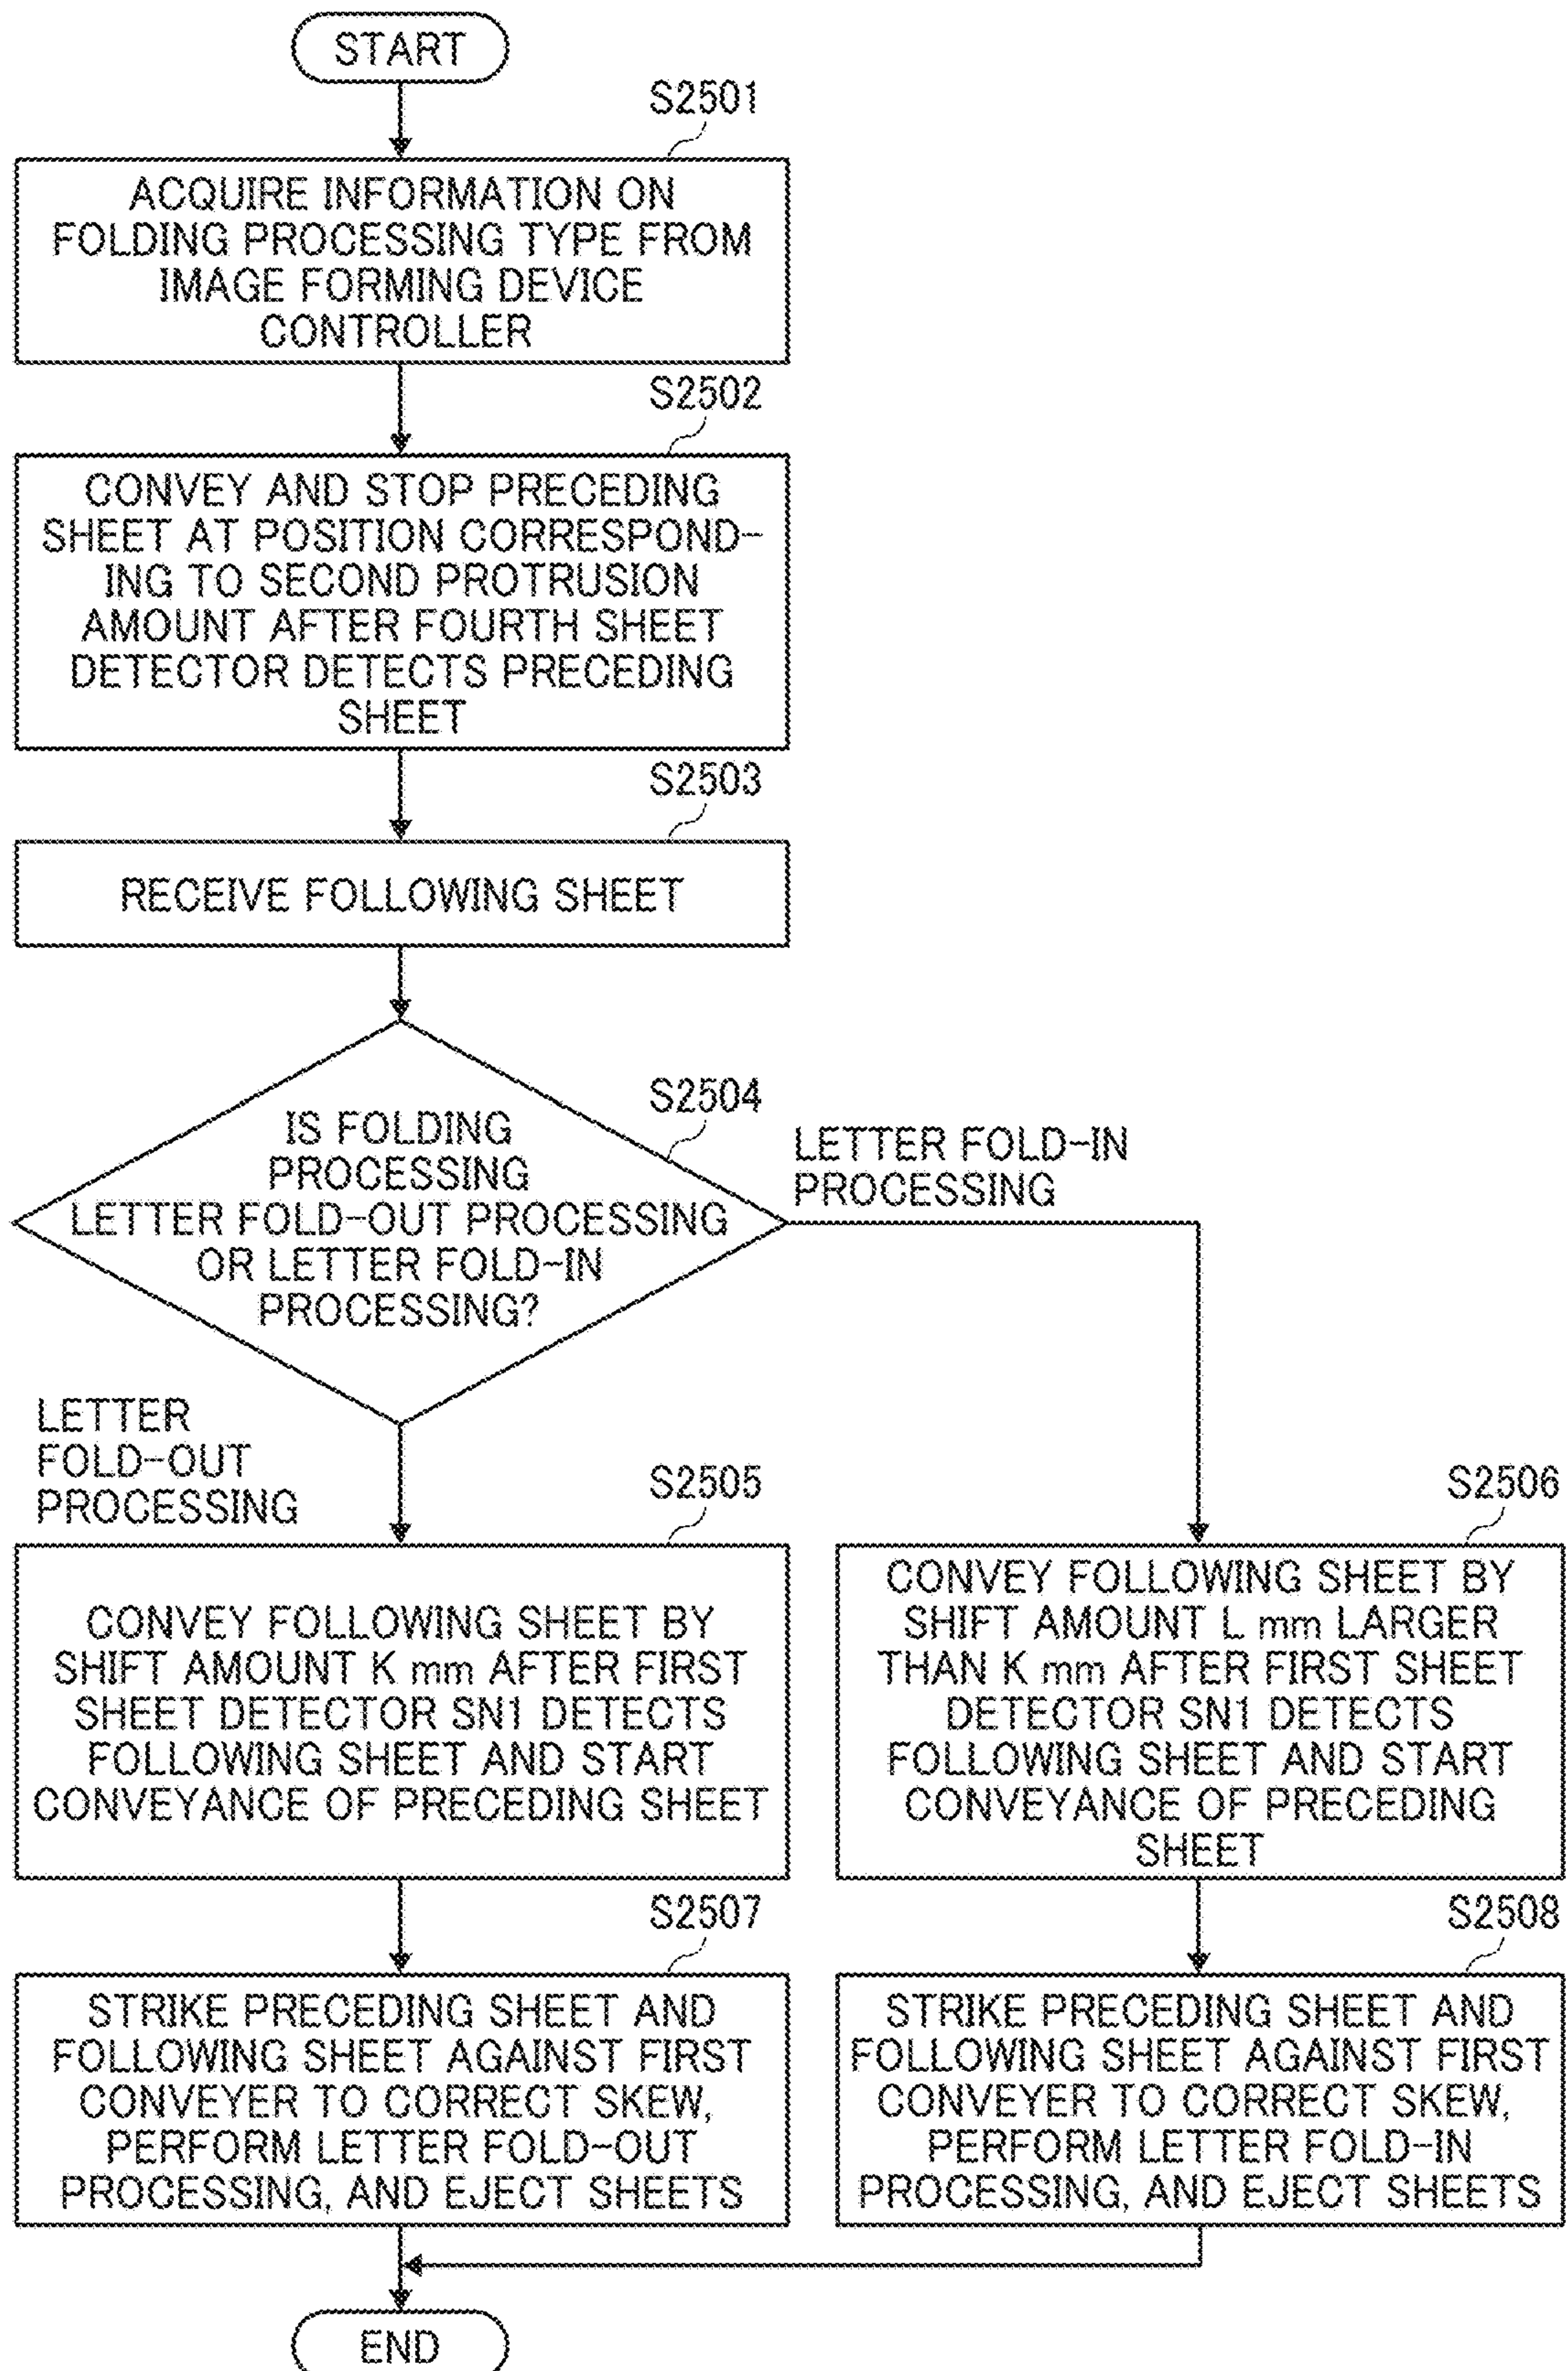 START
S2501
ACQUIRE INFORMATION ON
FOLDING PROCESSING TYPE FROM
IMAGE FORMING DEVICE
CONTROLLER
S2502
CONVEY AND STOP PRECEDING
SHEET AT POSITION CORRESPOND-
ING TO SECOND PROTRUSION
AMOUNT AFTER FOURTH SHEET
DETECTOR DETECTS PRECEDING
SHEET
S2503
RECEIVE FOLLOWING SHEET
S2504
IS FOLDING
PROCESSING
LETTER FOLD-OUT PROCESSING
OR LETTER FOLD-IN
PROCESSING?
LETTER FOLD-IN
PROCESSING
LETTER
FOLD-OUT
PROCESSING
S2505
CONVEY FOLLOWING SHEET BY
SHIFT AMOUNT K mm AFTER FIRST
SHEET DETECTOR SN1 DETECTS
FOLLOWING SHEET AND START
CONVEYANCE OF PRECEDING SHEET
S2506
CONVEY FOLLOWING SHEET BY
SHIFT AMOUNT L mm LARGER
THAN K mm AFTER FIRST SHEET
DETECTOR SN1 DETECTS
FOLLOWING SHEET AND START
CONVEYANCE OF PRECEDING
SHEET
S2507
STRIKE PRECEDING SHEET AND
FOLLOWING SHEET AGAINST FIRST
CONVEYER TO CORRECT SKEW,
PERFORM LETTER FOLD-OUT
PROCESSING, AND EJECT SHEETS
S2508
STRIKE PRECEDING SHEET AND
FOLLOWING SHEET AGAINST FIRST
CONVEYER TO CORRECT SKEW,
PERFORM LETTER FOLD-IN
PROCESSING, AND EJECT SHEETS
END